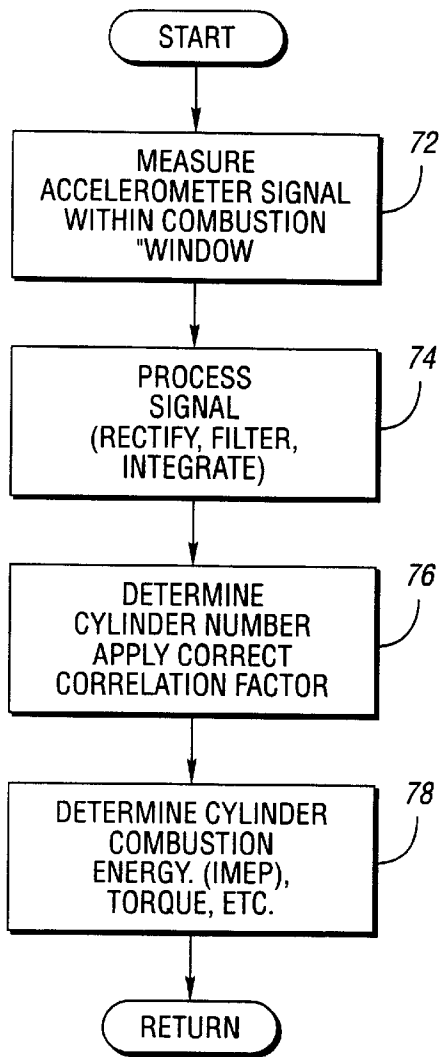 START
MEASURE
ACCELEROMETER SIGNAL
WITHIN COMBUSTION
"WINDOW
72
PROCESS
SIGNAL
(RECTIFY, FILTER,
INTEGRATE)
74
DETERMINE
CYLINDER NUMBER
APPLY CORRECT
CORRELATION FACTOR
76
DETERMINE CYLINDER
COMBUSTION
ENERGY. (IMEP),
TORQUE, ETC.
78
RETURN